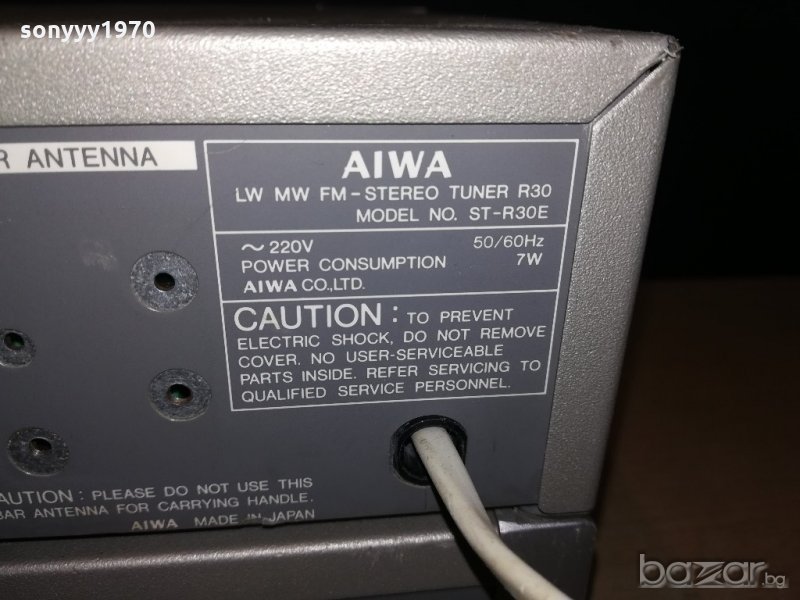 sonyyy1970
R ANTENNA
AIWA
LW MW FM-STEREO TUNER R30
MODEL NO. ST-R30E
~ 220V 50/60Hz
POWER CONSUMPTION 7W
AIWA CO.,LTD.
CAUTION : TO PREVENT
ELECTRIC SHOCK, DO NOT REMOVE
COVER. NO USER-SERVICEABLE
PARTS INSIDE. REFER SERVICING TO
QUALIFIED SERVICE PERSONNEL.
CAUTION : PLEASE DO NOT USE THIS
BAR ANTENNA FOR CARRYING HANDLE.
AIWA MADE IN JAPAN
bazar.bg